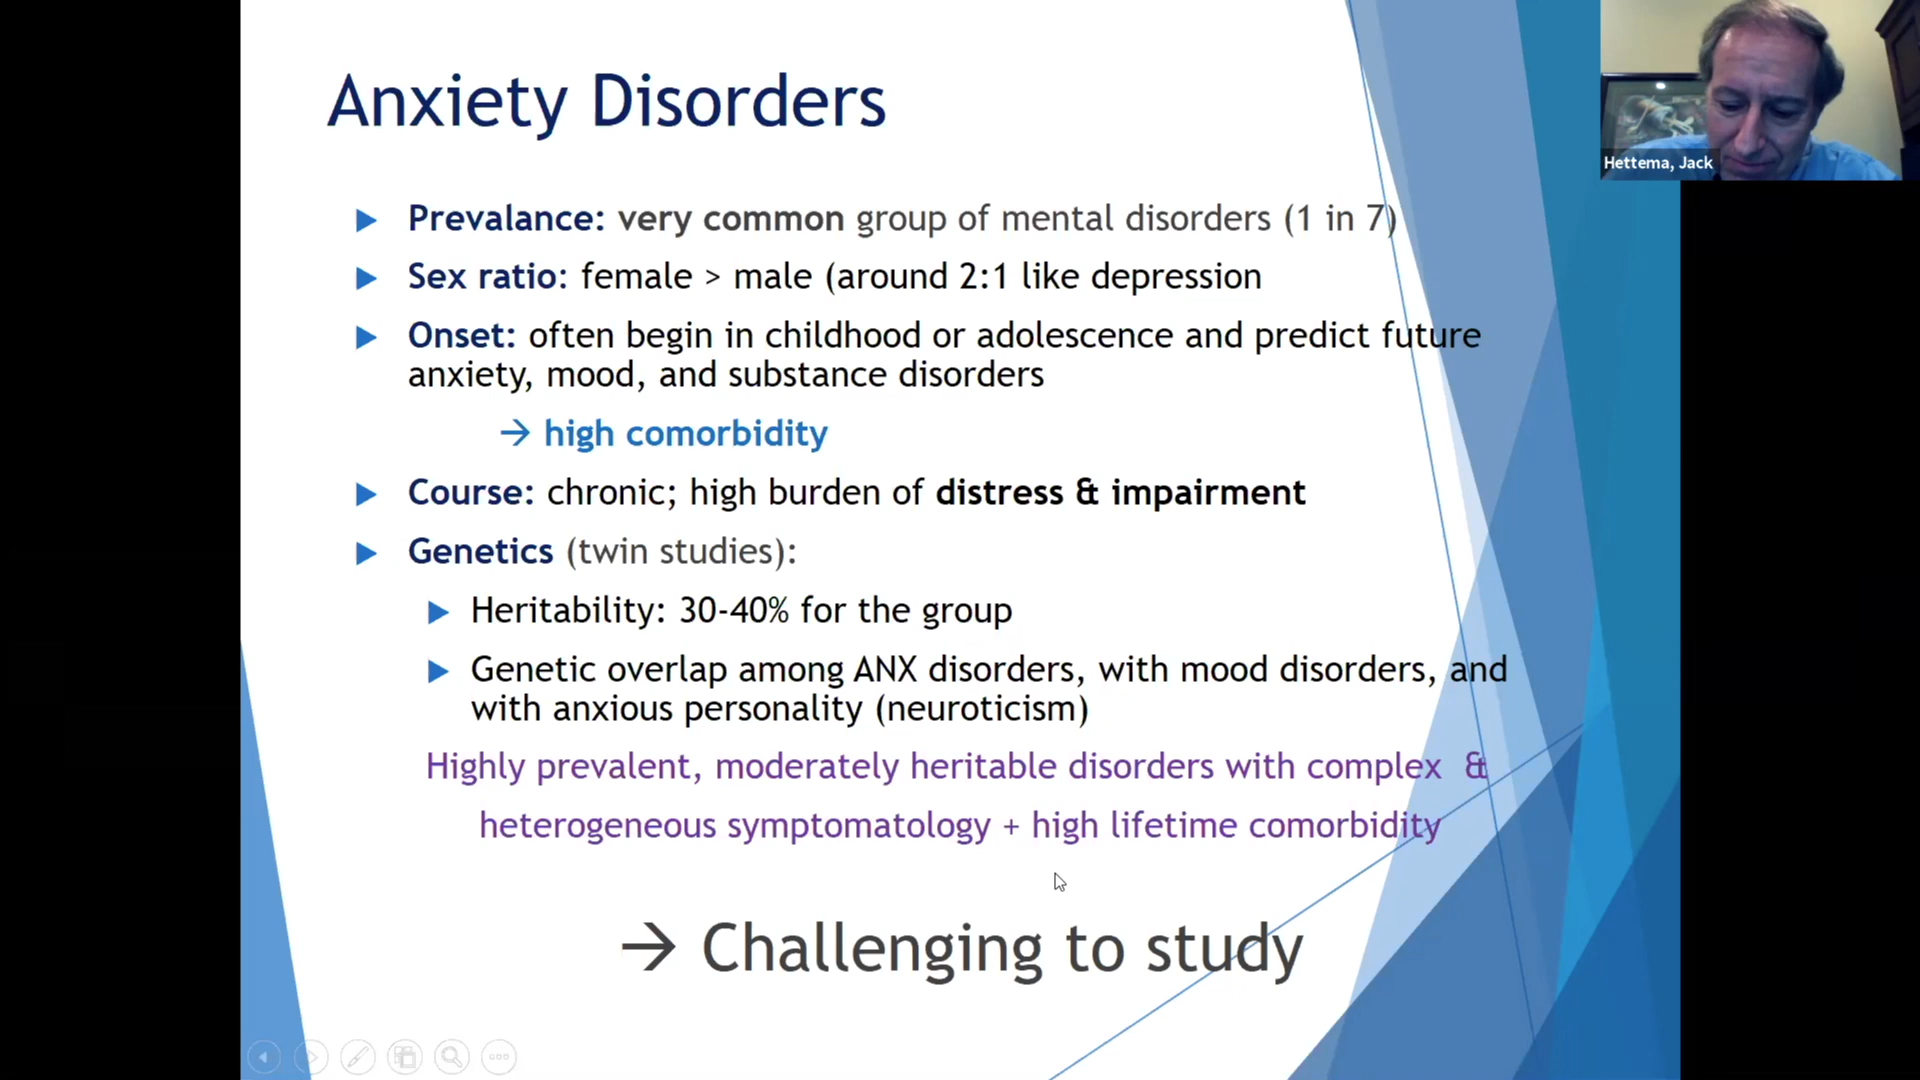 Anxiety Disorders
Hettema, Jack
Prevalance: very common group of mental disorders (1 in 7)
Sex ratio: female > male (around 2:1 like depression
Onset: often begin in childhood or adolescence and predict future
anxiety, mood, and substance disorders
→ high comorbidity
Course: chronic; high burden of distress & impairment
Genetics (twin studies):
Heritability: 30-40% for the group
Genetic overlap among ANX disorders, with mood disorders, and
with anxious personality (neuroticism)
Highly prevalent, moderately heritable disorders with complex &
heterogeneous symptomatology + high lifetime comorbidity
→ Challenging to study